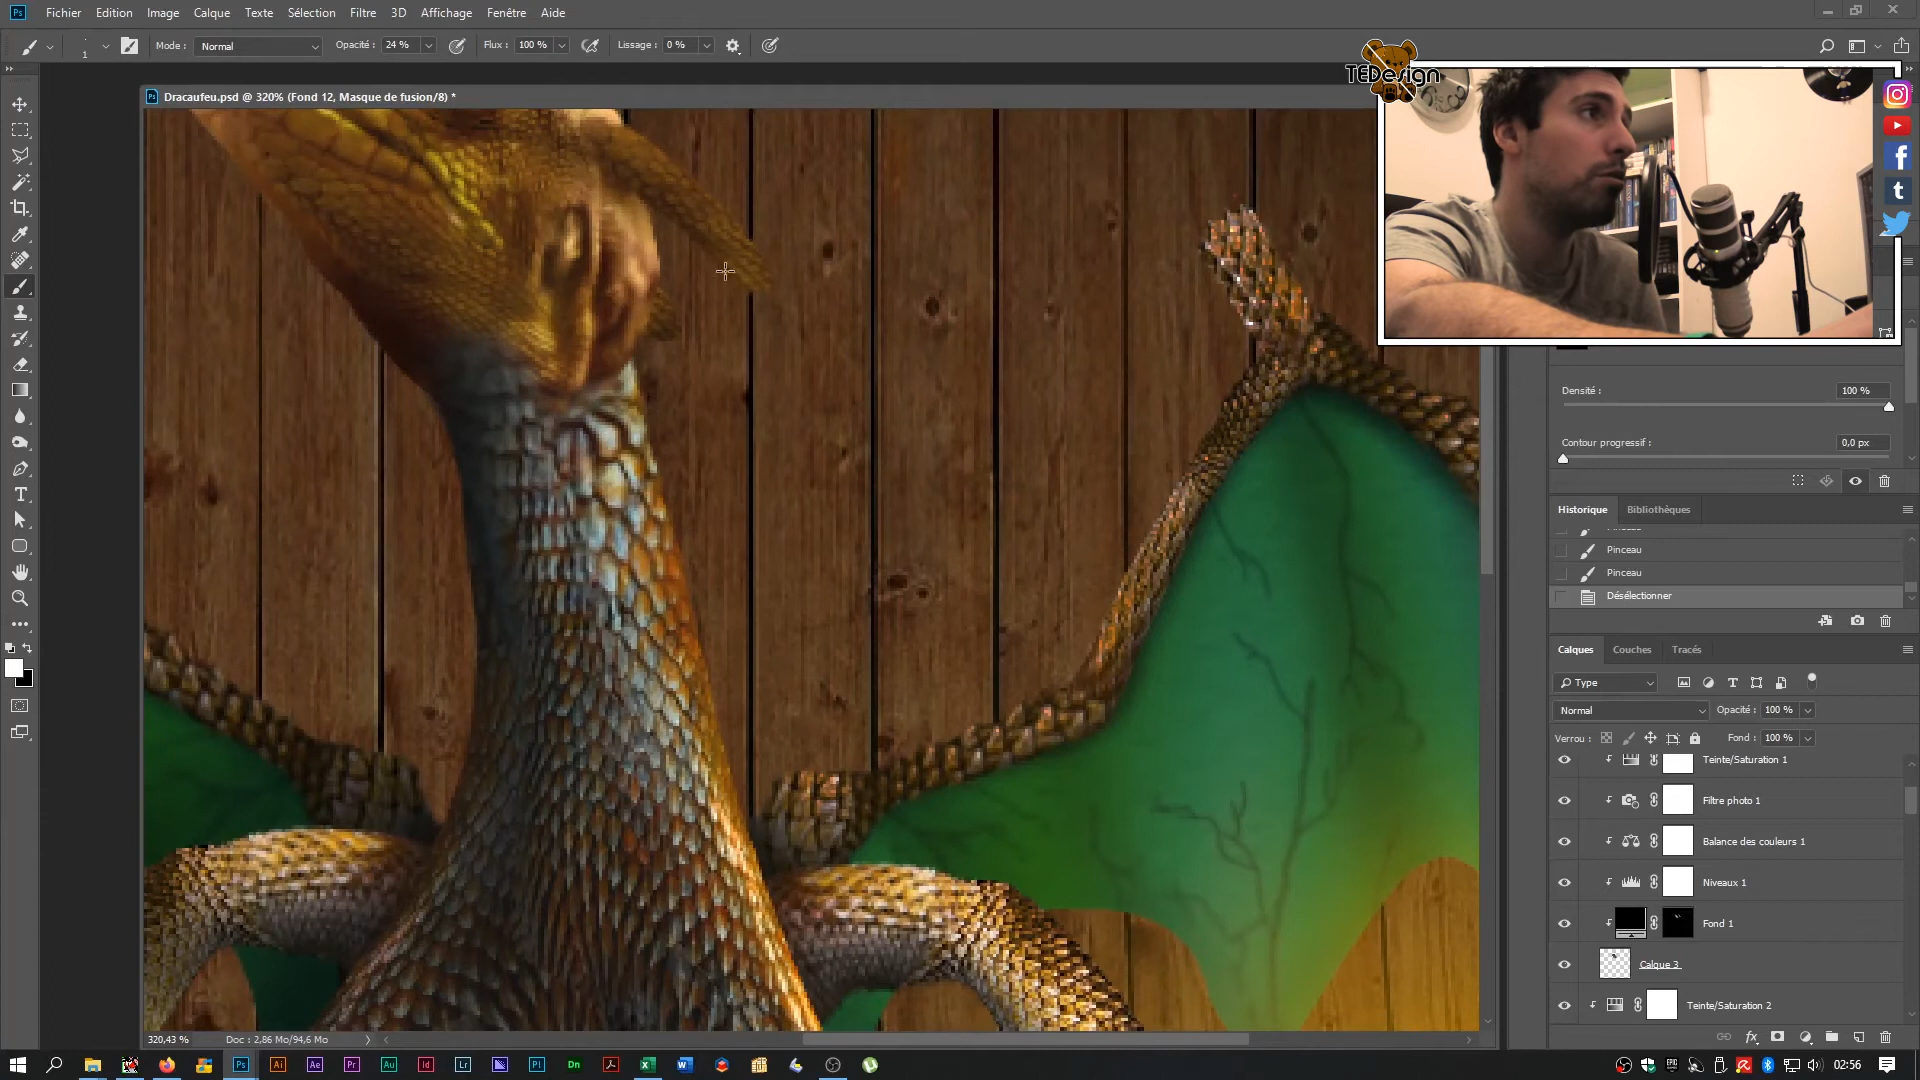 Fichier Edition Image Calque Texte Sélection Filtre 3D Affichage Fenêtre Aide
1 Mode : Normal Opacité : 24 % Flux : 100 % Lissage : 0 %
TEDesign
Dracaufeu.psd @ 320% (Fond 12, Masque de fusion/8) *
Densité : 100 %
Contour progressif : 0,0 px
Historique Bibliothèques
Pinceau
Pinceau
Désélectionner
Calques Couches Tracés
Type
Normal Opacité : 100 %
Verrou : Fond : 100 %
Teinte/Saturation 1
Filtre photo 1
Balance des couleurs 1
Niveaux 1
Fond 1
Calque 3
Teinte/Saturation 2
320,43 % Doc : 2,86 Mo/94,6 Mo
02:56